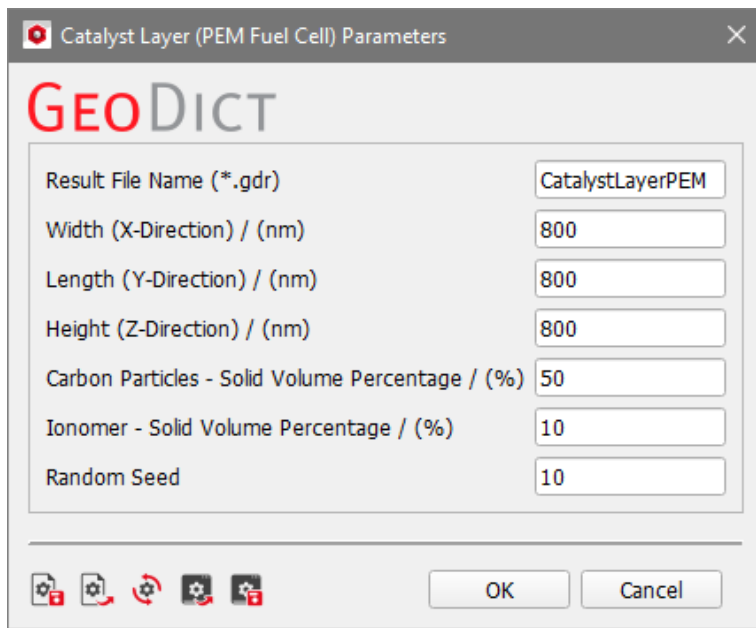 Catalyst Layer (PEM Fuel Cell) Parameters
GEODICT
Result File Name (*.gdr) CatalystLayerPEM
Width (X-Direction) / (nm) 800
Length (Y-Direction) / (nm) 800
Height (Z-Direction) / (nm) 800
Carbon Particles - Solid Volume Percentage / (%) 50
Ionomer - Solid Volume Percentage / (%) 10
Random Seed 10
OK Cancel